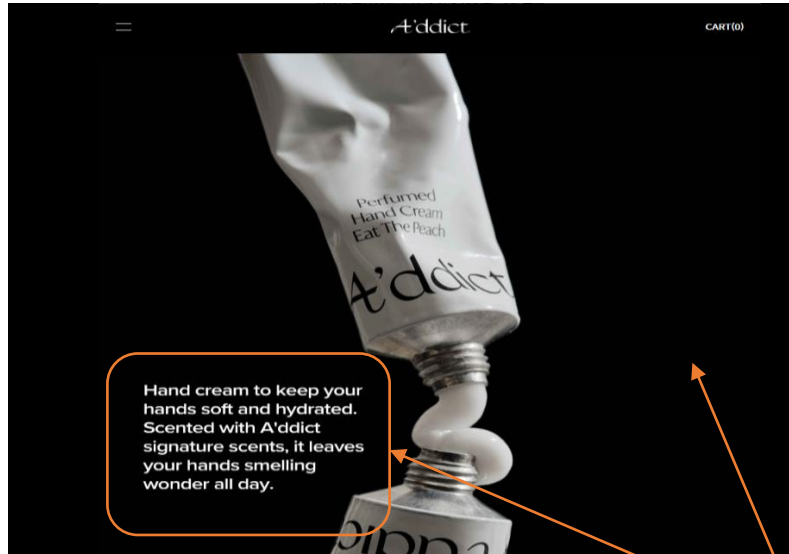 A'ddict
CART(0)
Perfumed
Hand Cream
Eat The Peach
A'ddict
Hand cream to keep your
hands soft and hydrated.
Scented with A'ddict
signature scents, it leaves
your hands smelling
wonder all day.